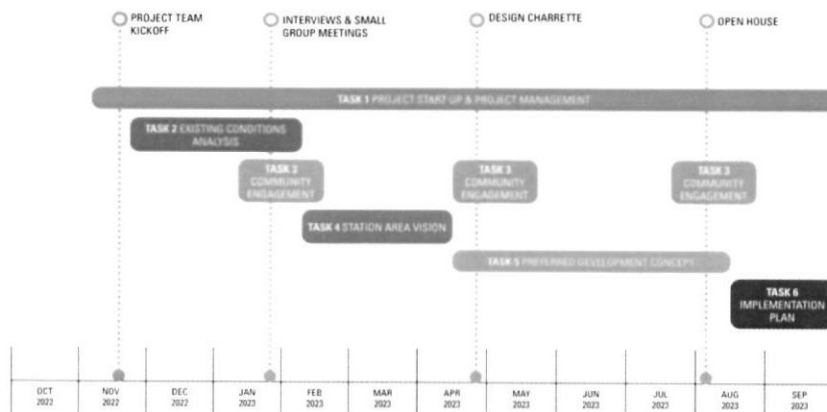 PROJECT TEAM
KICKOFF
INTERVIEWS & SMALL
GROUP MEETINGS
DESIGN CHARRETTE
OPEN HOUSE
TASK 1 PROJECT START UP & PROJECT MANAGEMENT
TASK 2 EXISTING CONDITIONS
ANALYSIS
TASK 3
COMMUNITY
ENGAGEMENT
TASK 3
COMMUNITY
ENGAGEMENT
TASK 3
COMMUNITY
ENGAGEMENT
TASK 4 STATION AREA VISION
TASK 5 PREFERRED DEVELOPMENT CONCEPT
TASK 6
IMPLEMENTATION
PLAN
OCT
2022
NOV
2022
DEC
2022
JAN
2023
FEB
2023
MAR
2023
APR
2023
MAY
2023
JUN
2023
JUL
2023
AUG
2023
SEP
2023